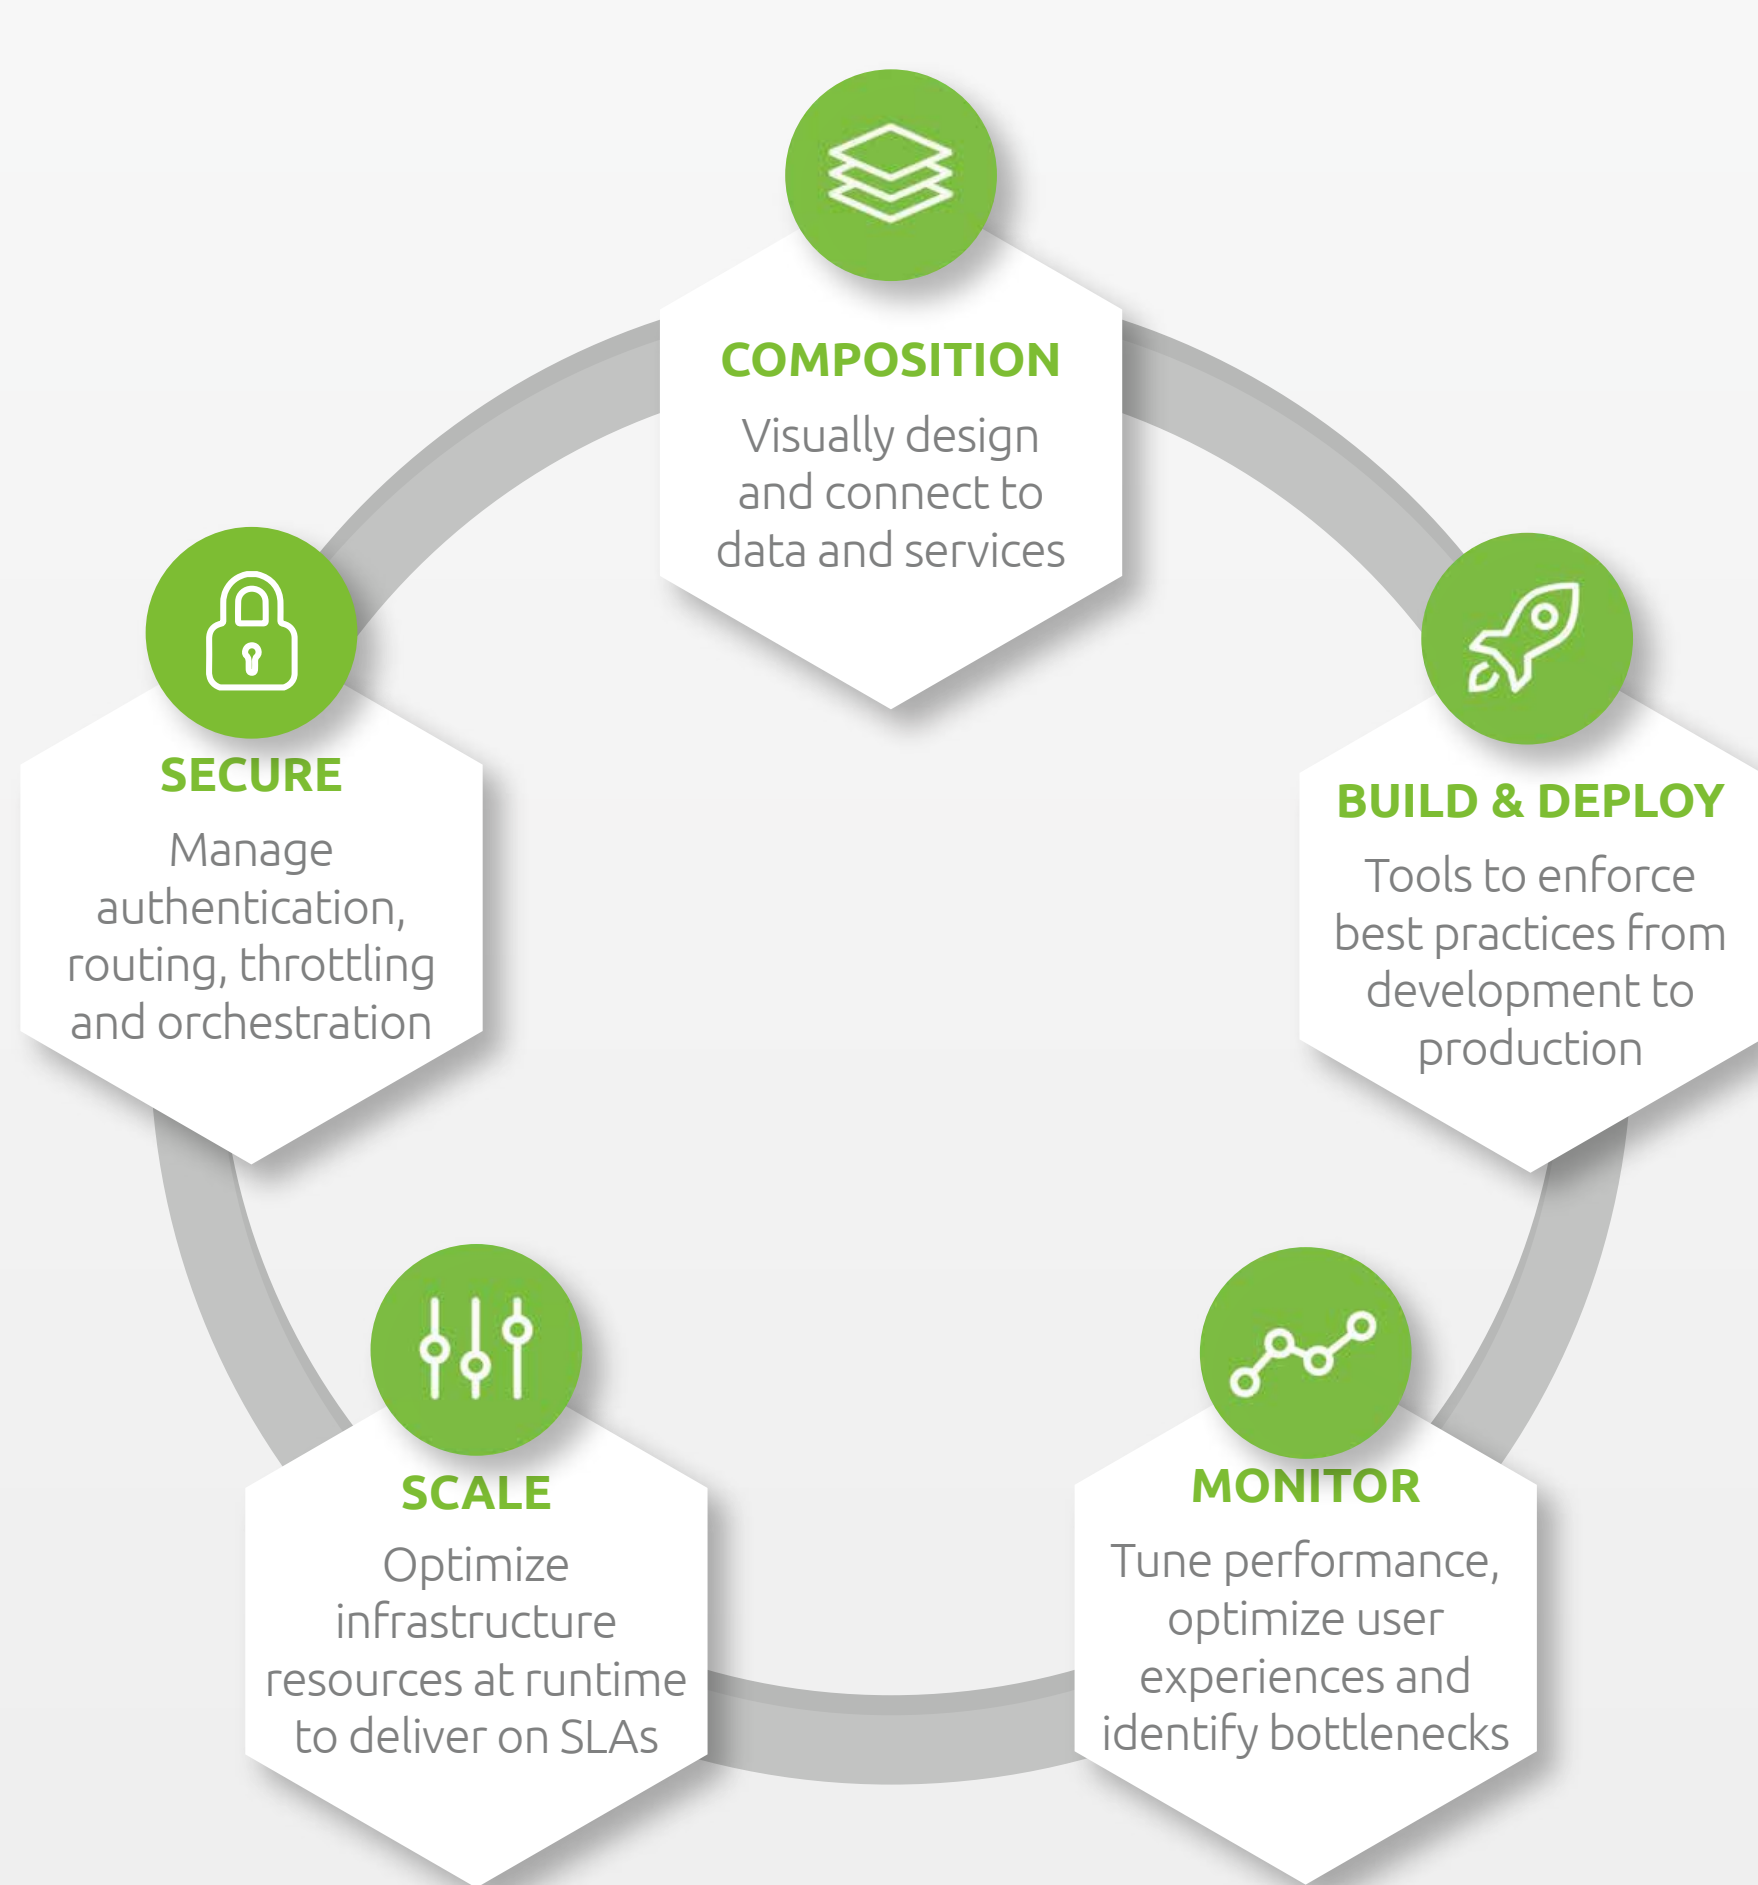 COMPOSITION
Visually design
and connect to
data and services
BUILD & DEPLOY
Tools to enforce
best practices from
development to
production
MONITOR
Tune performance,
optimize user
experiences and
identify bottlenecks
SCALE
Optimize
infrastructure
resources at runtime
to deliver on SLAs
SECURE
Manage
authentication,
routing, throttling
and orchestration